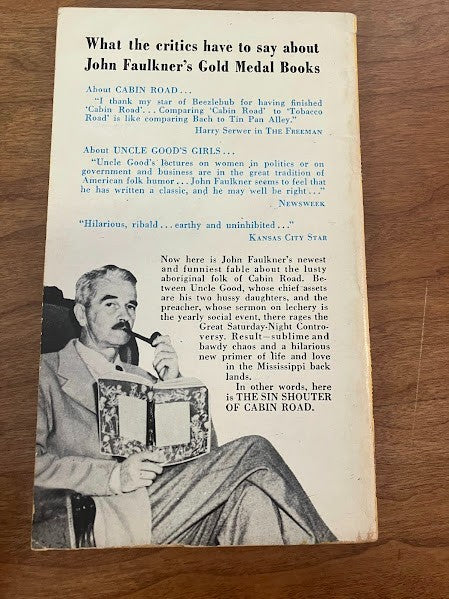 What the critics have to say about
John Faulkner's Gold Medal Books
About CABIN ROAD...
"I thank my star of Beezlebub for having finished
'Cabin Road'... Comparing 'Cabin Road' to 'Tobacco
Road' is like comparing Bach to Tin Pan Alley."
Harry Serwer in THE FREEMAN
About UNCLE GOOD'S GIRLS...
"Uncle Good's lectures on women in politics or on
government and business are in the great tradition of
American folk humor... John Faulkner seems to feel that
he has written a classic, and he may well be right..."
NEWSWEEK
"Hilarious, ribald... earthy and uninhibited..."
KANSAS CITY STAR
Now here is John Faulkner's newest
and funniest fable about the lusty
aboriginal folk of Cabin Road. Be-
tween Uncle Good, whose chief assets
are his two hussy daughters, and the
preacher, whose sermon on lechery is
the yearly social event, there rages the
Great Saturday-Night Contro-
versy. Result—sublime and
bawdy chaos and a hilarious
new primer of life and love
in the Mississippi back
lands.
In other words, here
is THE SIN SHOUTER
OF CABIN ROAD.